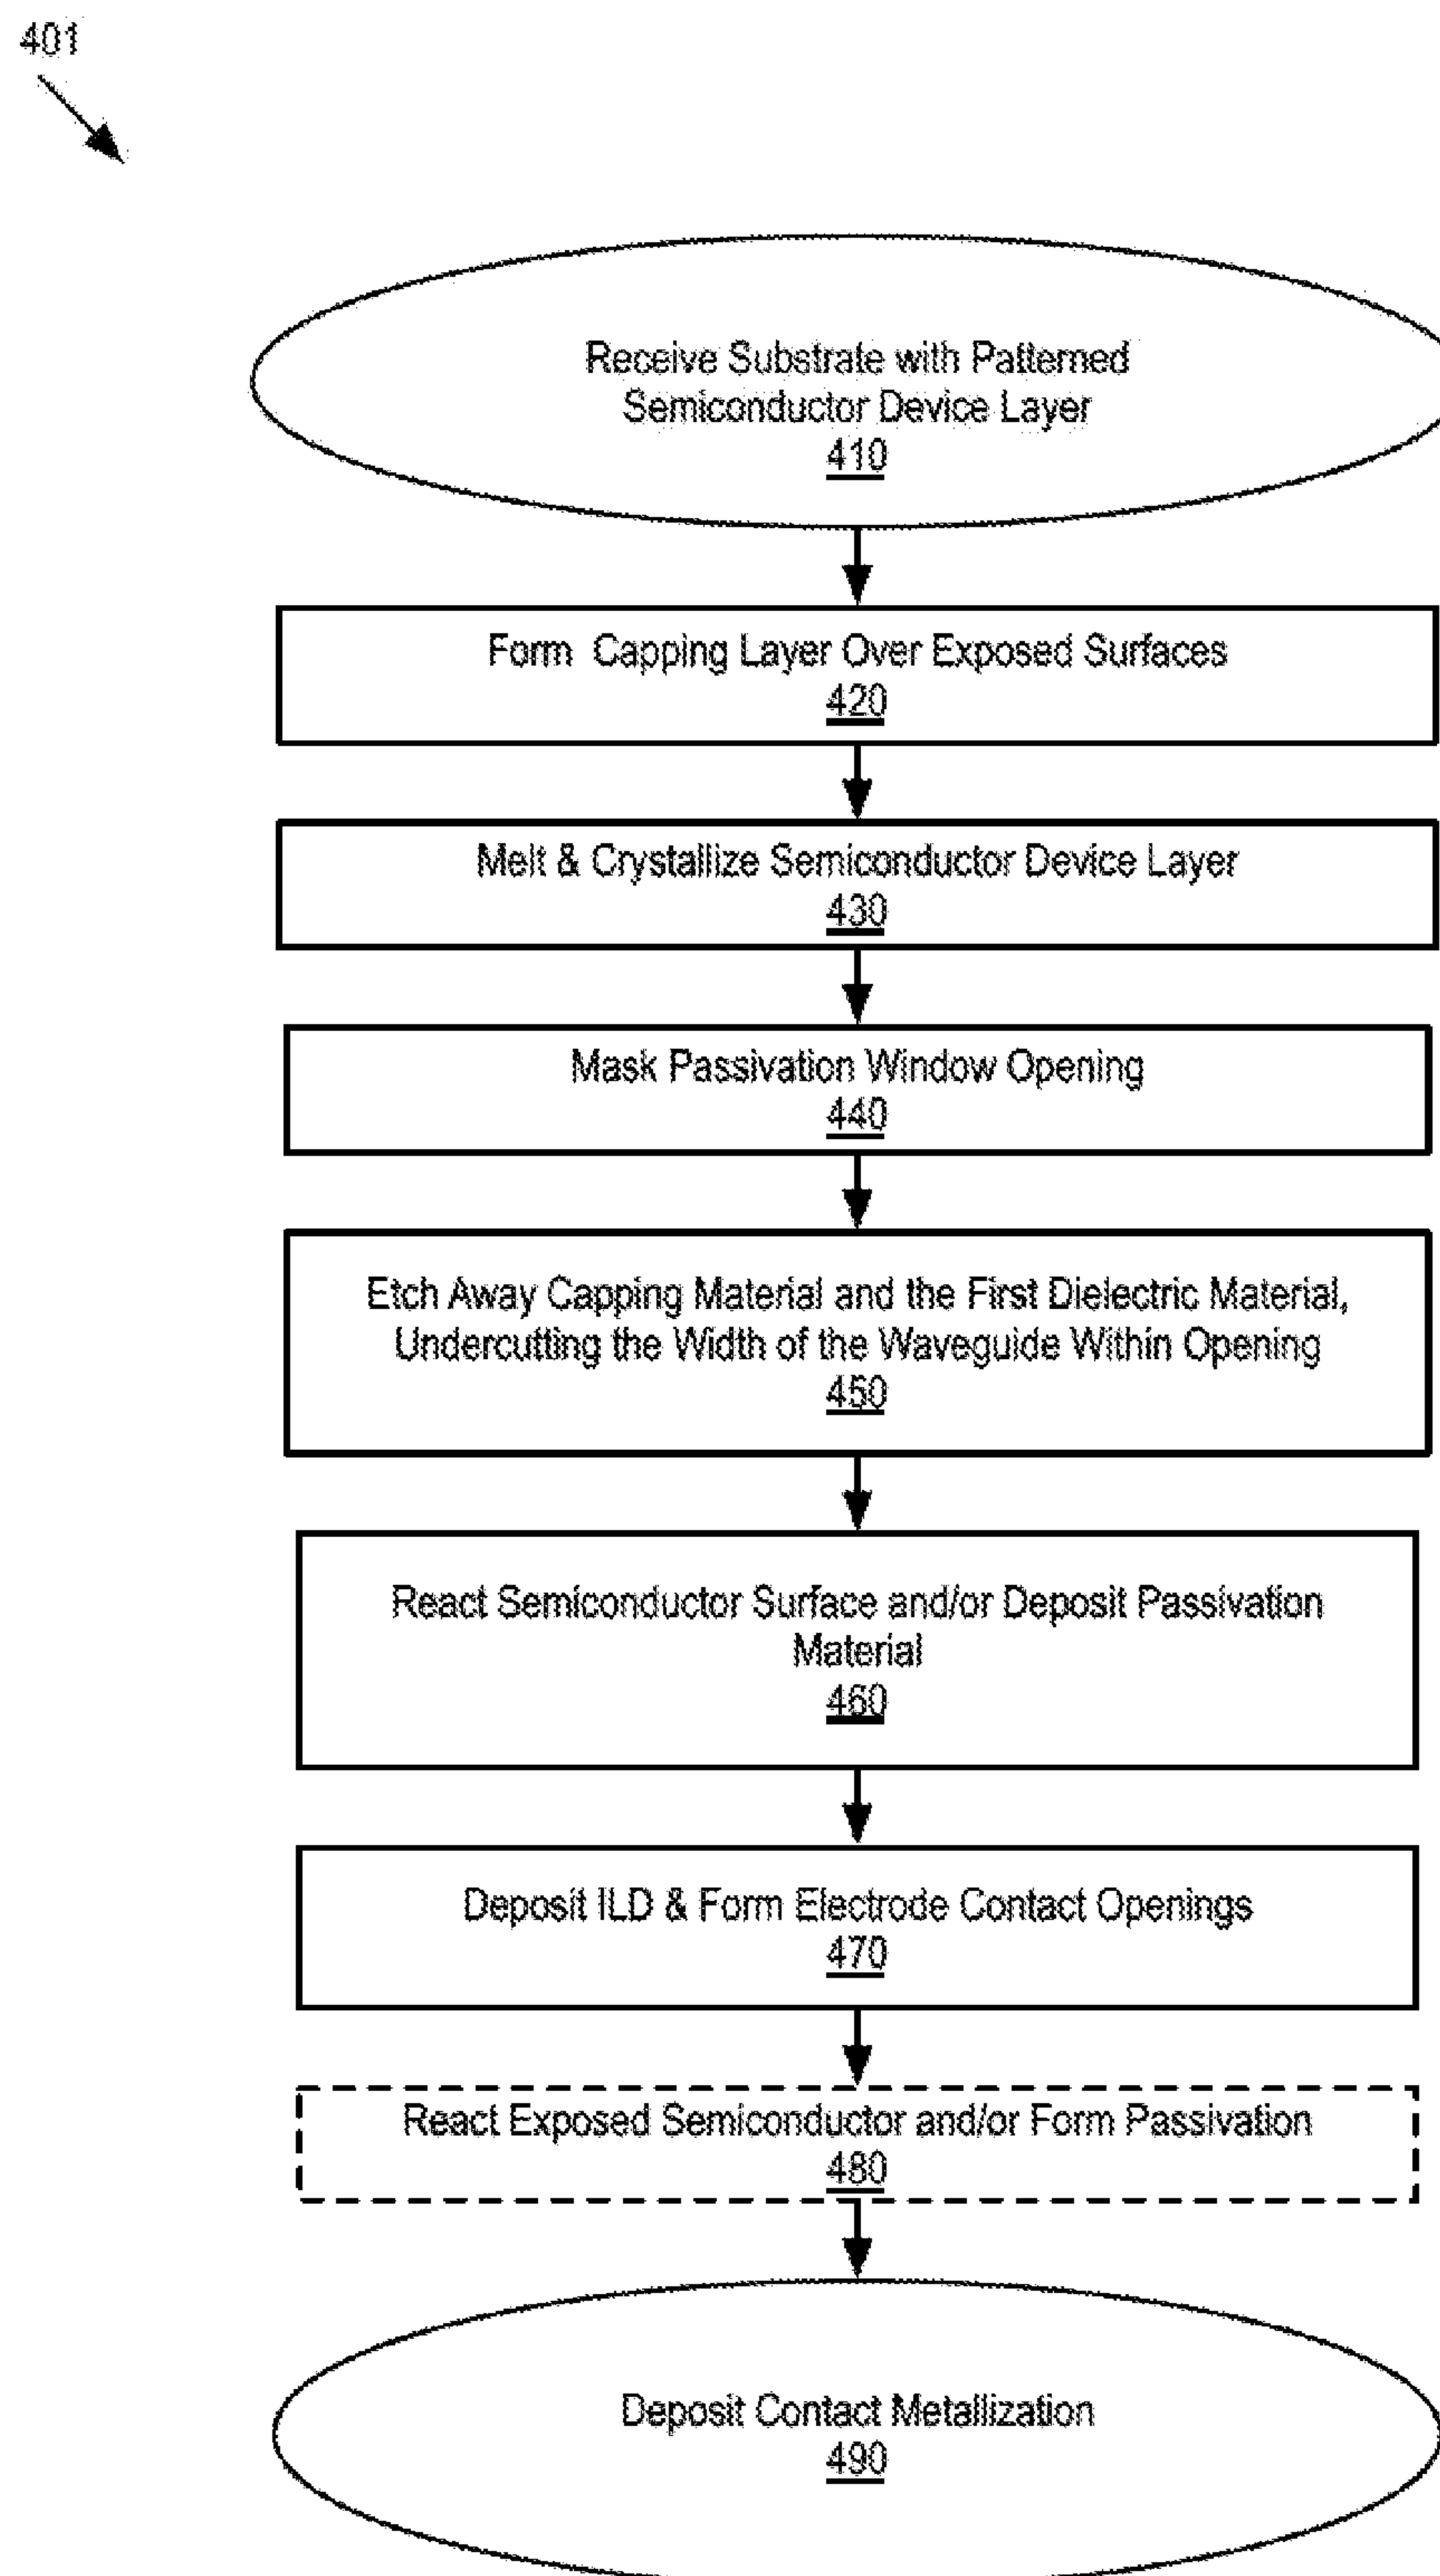 401
Receive Substrate with Patterned
Semiconductor Device Layer
410
Form Capping Layer Over Exposed Surfaces
420
Melt & Crystallize Semiconductor Device Layer
430
Mask Passivation Window Opening
440
Etch Away Capping Material and the First Dielectric Material,
Undercutting the Width of the Waveguide Within Opening
450
React Semiconductor Surface and/or Deposit Passivation
Material
460
Deposit ILD & Form Electrode Contact Openings
470
React Exposed Semiconductor and/or Form Passivation
480
Deposit Contact Metallization
490